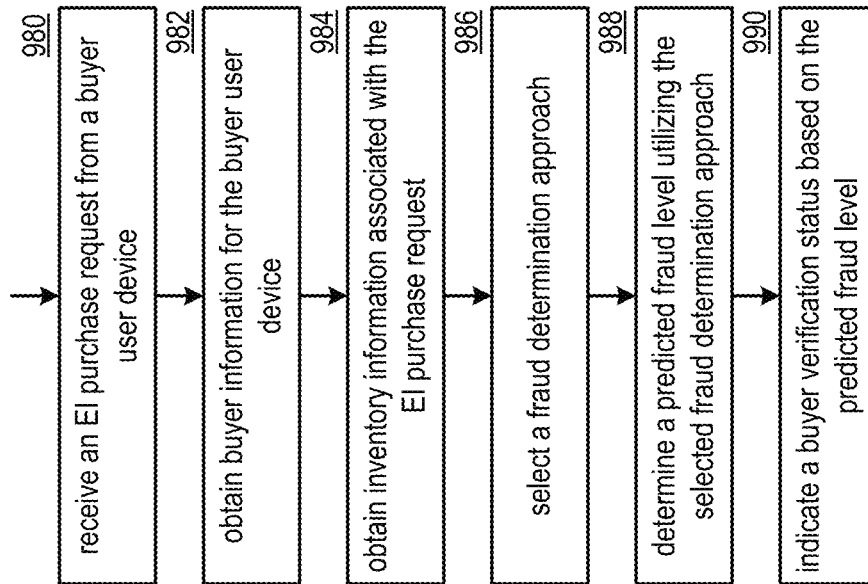 980
receive an EI purchase request from a buyer
user device
982
obtain buyer information for the buyer user
device
984
obtain inventory information associated with the
EI purchase request
986
select a fraud determination approach
988
determine a predicted fraud level utilizing the
selected fraud determination approach
990
indicate a buyer verification status based on the
predicted fraud level